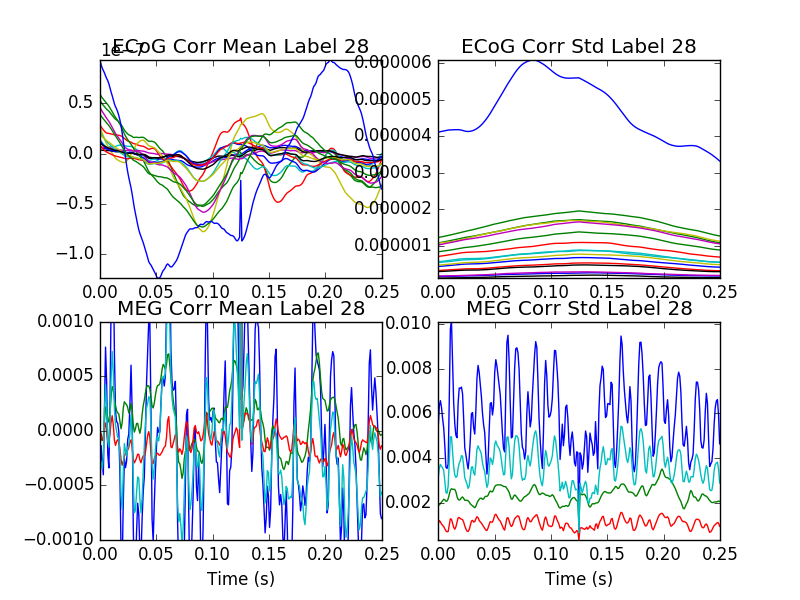 ECoG Corr Mean Label 28
ECoG Corr Std Label 28
1e−7
0.5
0.0
−0.5
−1.0
0.00 0.05 0.10 0.15 0.20 0.25
0.000006
0.000005
0.000004
0.000003
0.000002
0.000001
0.00 0.05 0.10 0.15 0.20 0.25
MEG Corr Mean Label 28
MEG Corr Std Label 28
0.0010
0.0005
0.0000
−0.0005
−0.0010
0.00 0.05 0.10 0.15 0.20 0.25
Time (s)
0.010
0.008
0.006
0.004
0.002
0.00 0.05 0.10 0.15 0.20 0.25
Time (s)